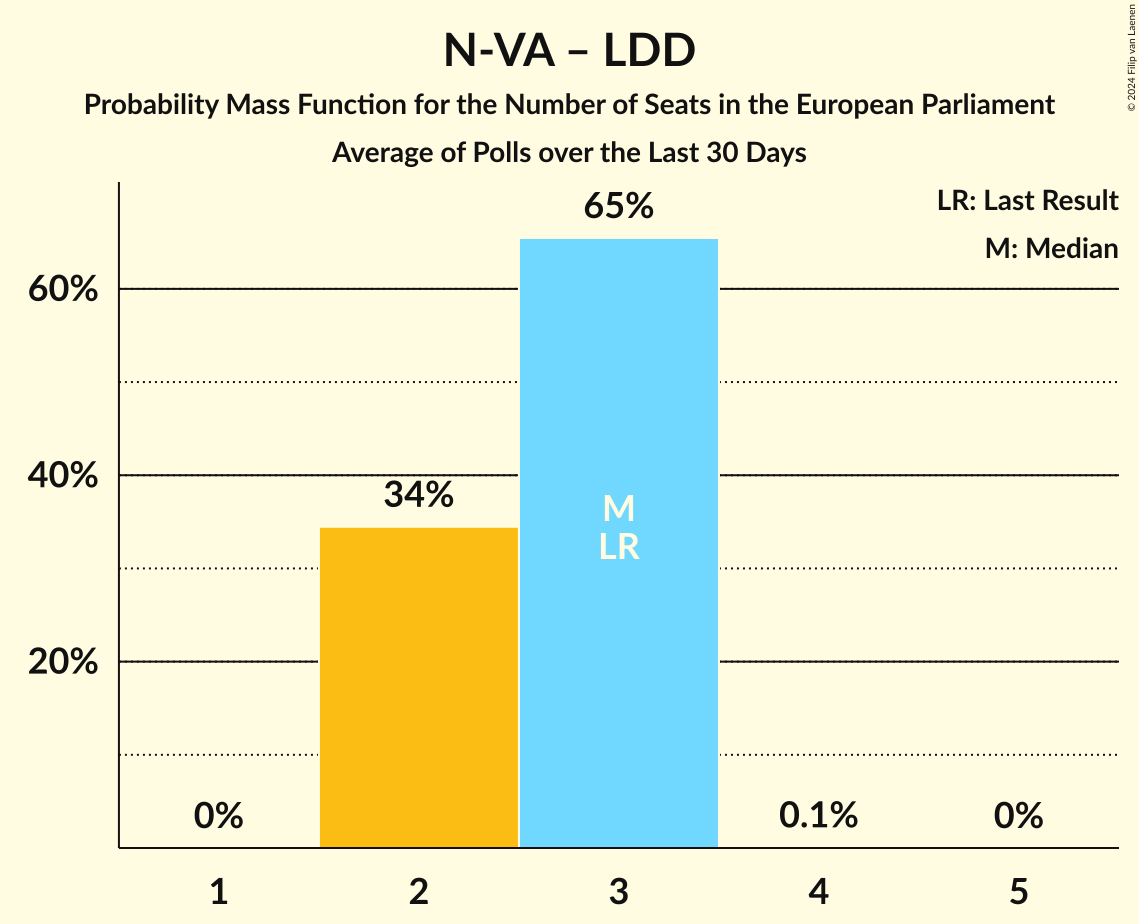 N-VA – LDD
Probability Mass Function for the Number of Seats in the European Parliament
Average of Polls over the Last 30 Days
© 2024 Filip van Laenen
LR: Last Result
M: Median
65%
60%
40%
34%
M
LR
20%
0%
0.1%
0%
1
2
3
4
5